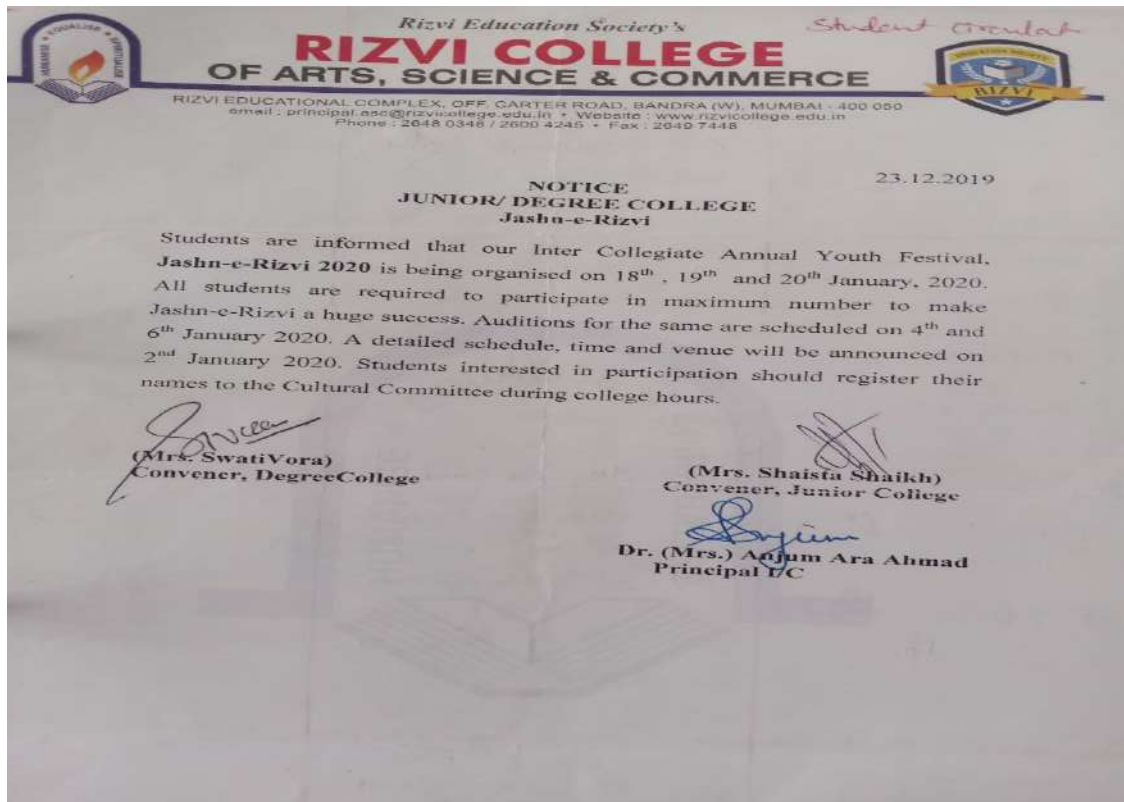 Rizvi Education Society's
Student Circular
RIZVI COLLEGE
OF ARTS, SCIENCE & COMMERCE
RIZVI EDUCATIONAL COMPLEX, OFF. CARTER ROAD, BANDRA (W), MUMBAI - 400 050
email : principal.asc@rizvicollege.edu.in • Website : www.rizvicollege.edu.in
Phone : 2648 0348 / 2600 4245 • Fax : 2649 7448
RIZVI
23.12.2019
NOTICE
JUNIOR/ DEGREE COLLEGE
Jashn-e-Rizvi
Students are informed that our Inter Collegiate Annual Youth Festival,
Jashn-e-Rizvi 2020 is being organised on 18th , 19th and 20th January, 2020.
All students are required to participate in maximum number to make
Jashn-e-Rizvi a huge success. Auditions for the same are scheduled on 4th and
6th January 2020. A detailed schedule, time and venue will be announced on
2nd January 2020. Students interested in participation should register their
names to the Cultural Committee during college hours.
(Mrs. SwatiVora)
Convener, DegreeCollege
(Mrs. Shaista Shaikh)
Convener, Junior College
Dr. (Mrs.) Anjum Ara Ahmad
Principal I/C